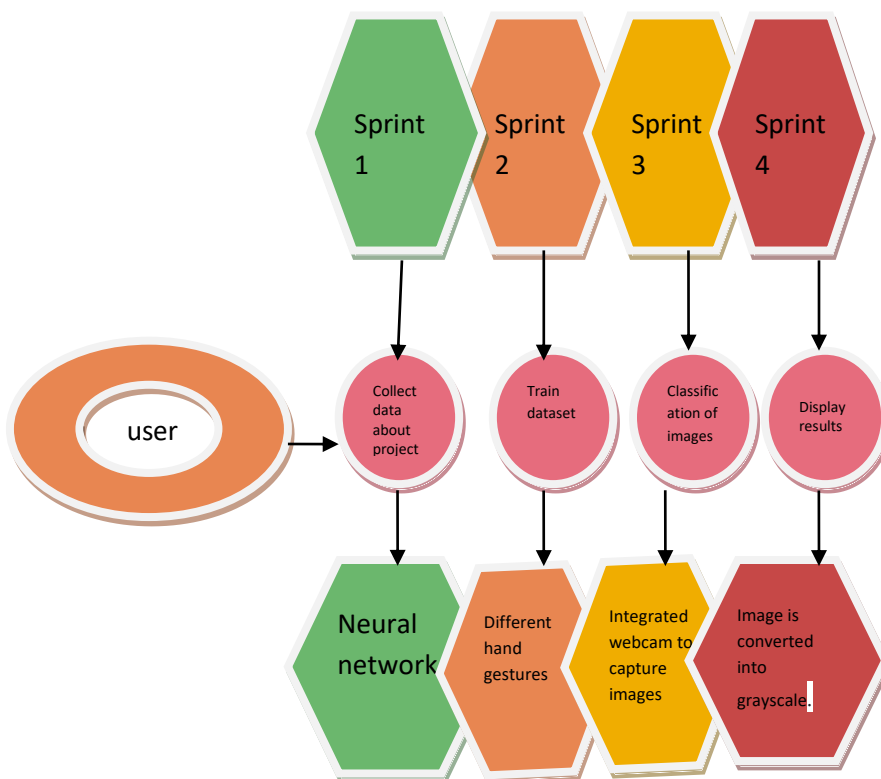 Sprint
1
Sprint
2
Sprint
3
Sprint
4
user
Collect
data
about
project
Train
dataset
Classific
ation of
images
Display
results
Neural
network
Different
hand
gestures
Integrated
webcam to
capture
images
Image is
converted
into
grayscale.